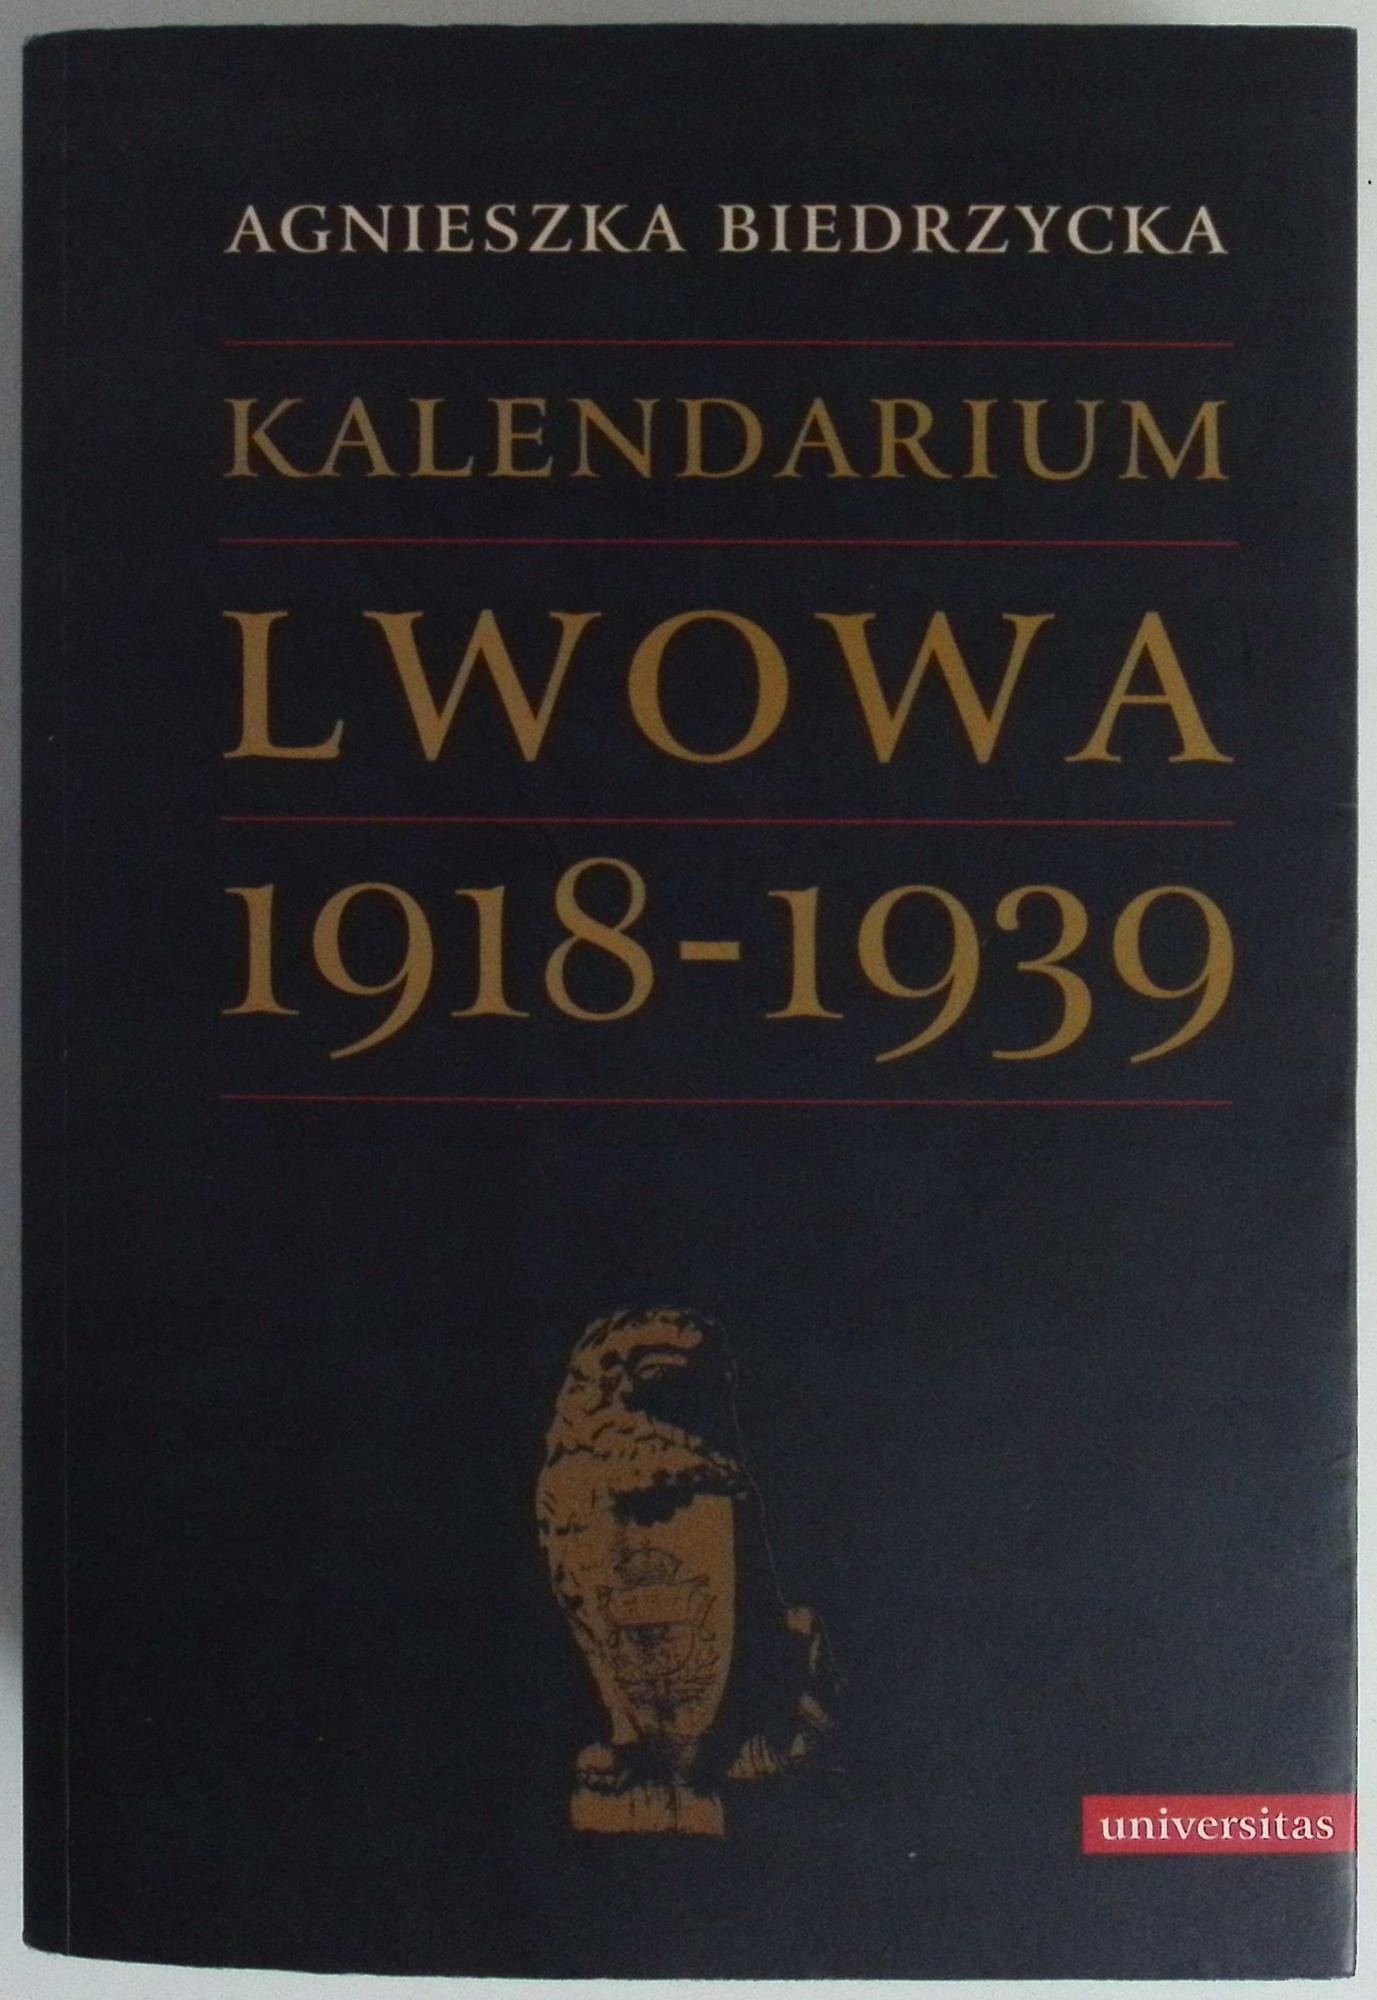 AGNIESZKA BIEDRZYCKA
KALENDARIUM
LWOWA
1918-1939
universitas